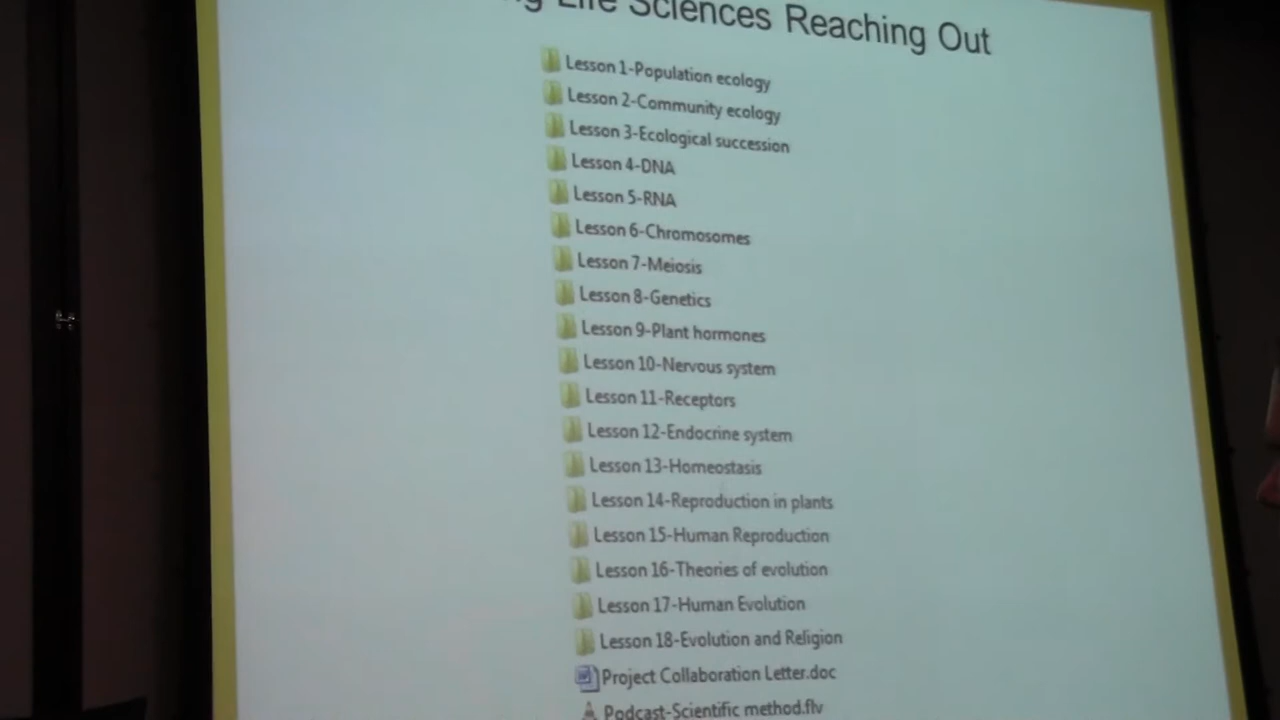 Life Sciences Reaching Out
Lesson 1-Population ecology
Lesson 2-Community ecology
Lesson 3-Ecological succession
Lesson 4-DNA
Lesson 5-RNA
Lesson 6-Chromosomes
Lesson 7-Meiosis
Lesson 8-Genetics
Lesson 9-Plant hormones
Lesson 10-Nervous system
Lesson 11-Receptors
Lesson 12-Endocrine system
Lesson 13-Homeostasis
Lesson 14-Reproduction in plants
Lesson 15-Human Reproduction
Lesson 16-Theories of evolution
Lesson 17-Human Evolution
Lesson 18-Evolution and Religion
Project Collaboration Letter.doc
Podcast-Scientific method.flv